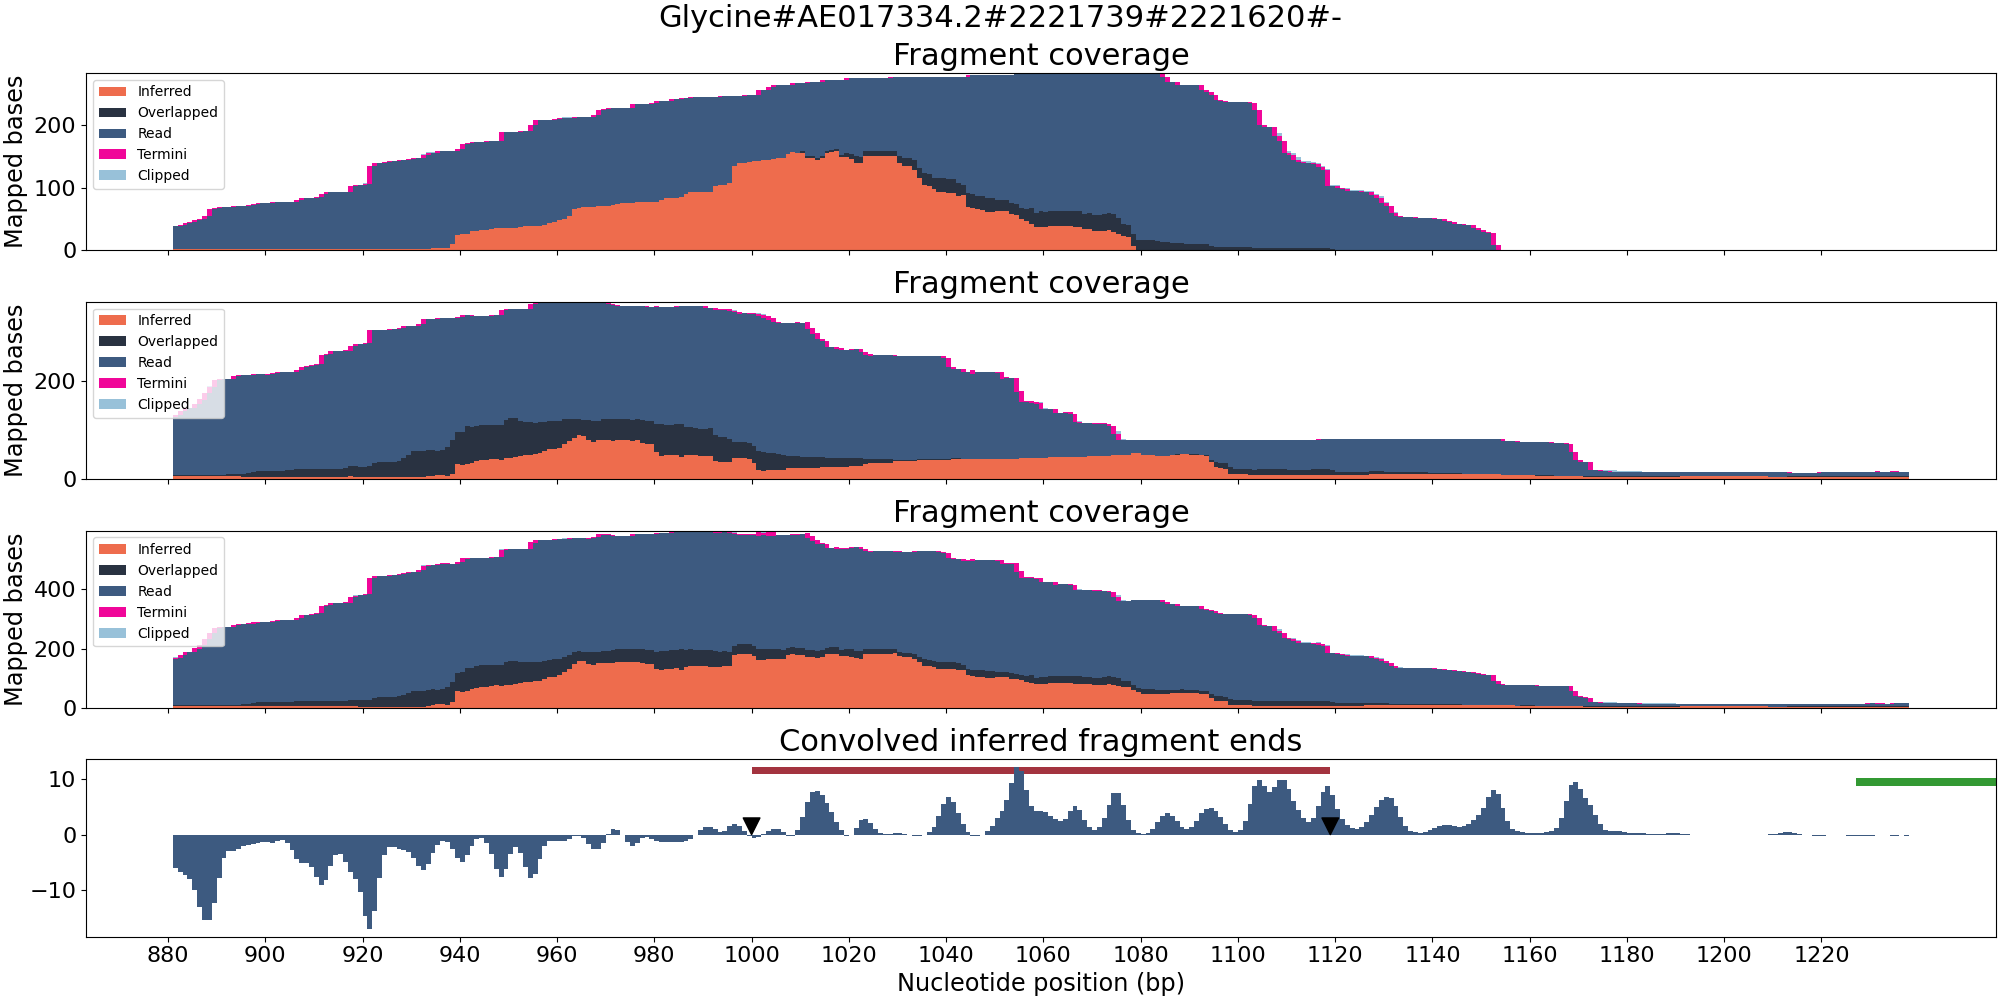 Glycine#AE017334.2#2221739#2221620#-
Fragment coverage
Mapped bases
200
100
0
Inferred
Overlapped
Read
Termini
Clipped
Fragment coverage
Mapped bases
200
0
Inferred
Overlapped
Read
Termini
Clipped
Fragment coverage
Mapped bases
400
200
0
Inferred
Overlapped
Read
Termini
Clipped
Convolved inferred fragment ends
10
0
−10
880 900 920 940 960 980 1000 1020 1040 1060 1080 1100 1120 1140 1160 1180 1200 1220
Nucleotide position (bp)